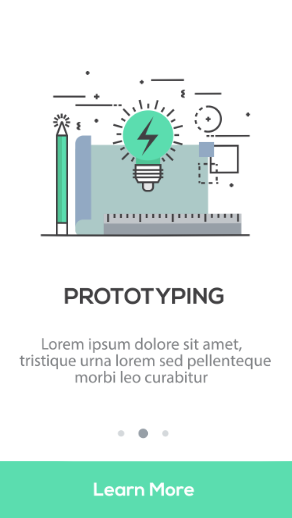 PROTOTYPING
Lorem ipsum dolore sit amet,
tristique urna lorem sed pellenteque
morbi leo curabitur
Learn More